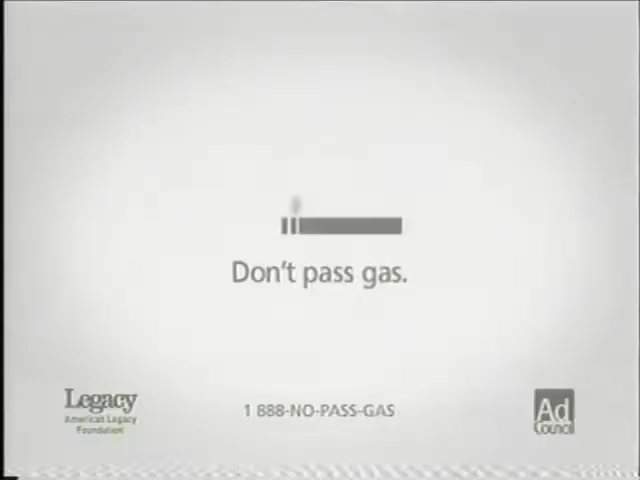 Don't pass gas.
Legacy
American Legacy
Foundation
1 888-NO-PASS-GAS
Ad
Council